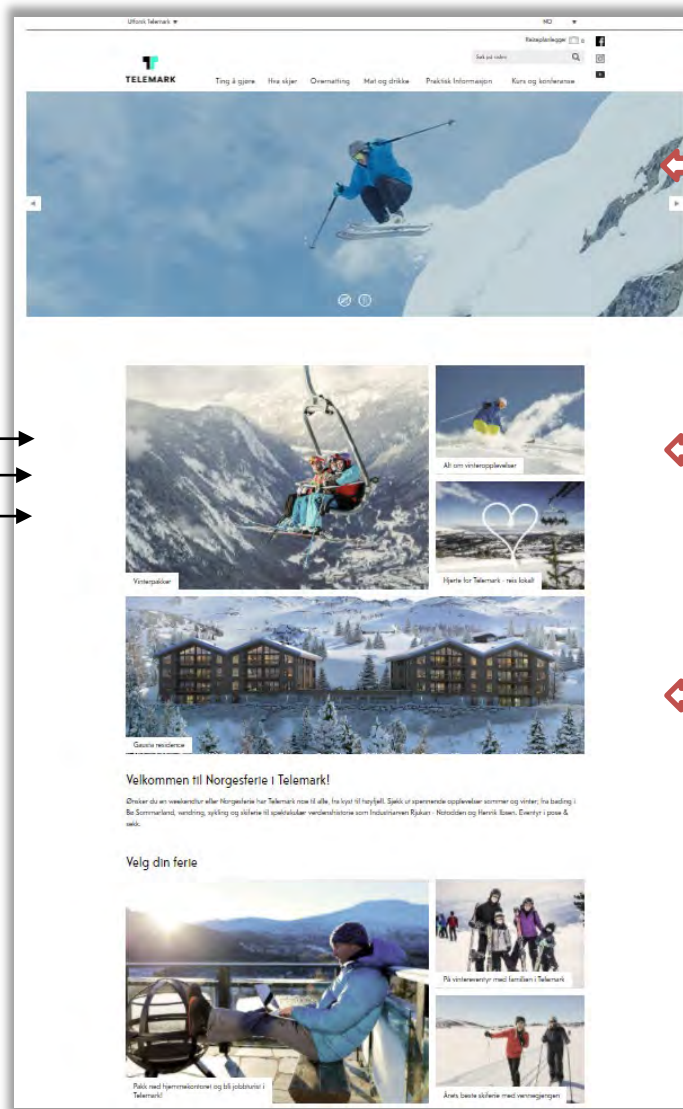 Utforsk Telemark
NO
Reiseplanlegger 0
Søk på siden
TELEMARK
Ting å gjøre Hva skjer Overnatting Mat og drikke Praktisk Informasjon Kurs og konferanse
Alt om vinteropplevelser
Vinterpakker
Hjerte for Telemark - reis lokalt
Gausta residence
Velkommen til Norgesferie i Telemark!
Ønsker du en weekendtur eller Norgesferie har Telemark noe til alle, fra kyst til høyfjell. Sjekk ut spennende opplevelser sommer og vinter; fra bading i
Bø Sommarland, vandring, sykling og skiferie til spektakulær verdenshistorie som Industriarven Rjukan - Notodden og Henrik Ibsen. Eventyr i pose &
sekk.
Velg din ferie
På vintereventyr med familien i Telemark
Pakk ned hjemmekontoret og bli jobbturist i
Telemark!
Årets beste skiferie med vennegjengen